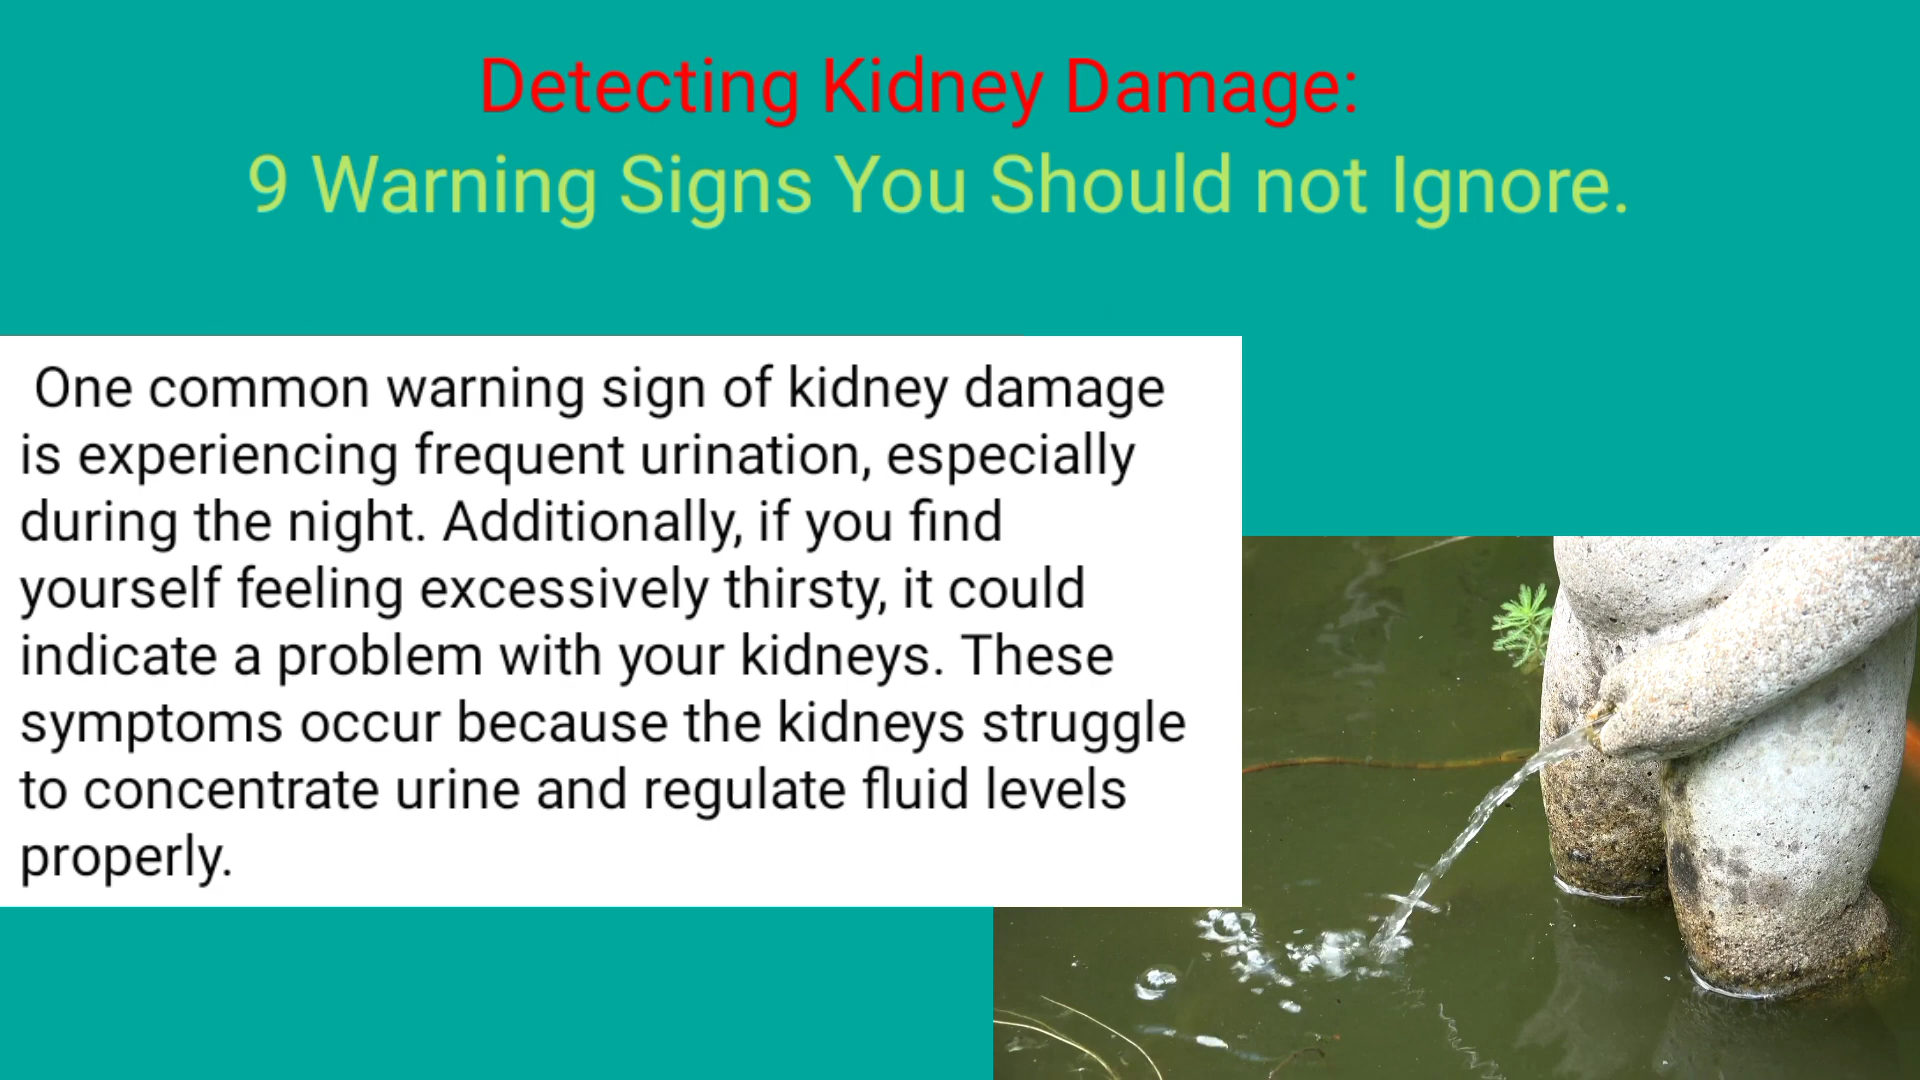 Detecting Kidney Damage:
9 Warning Signs You Should not Ignore.
One common warning sign of kidney damage
is experiencing frequent urination, especially
during the night. Additionally, if you find
yourself feeling excessively thirsty, it could
indicate a problem with your kidneys. These
symptoms occur because the kidneys struggle
to concentrate urine and regulate fluid levels
properly.